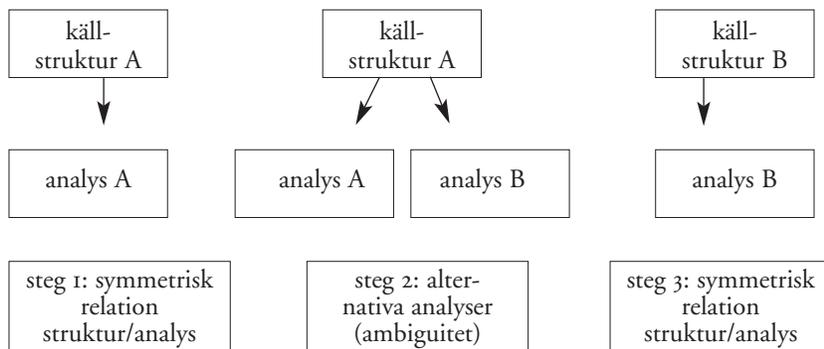 käll-
struktur A
käll-
struktur A
käll-
struktur B
analys A
analys A
analys B
analys B
steg 1: symmetrisk
relation
struktur/analys
steg 2: alter-
nativa analyser
(ambiguitet)
steg 3: symmetrisk
relation
struktur/analys